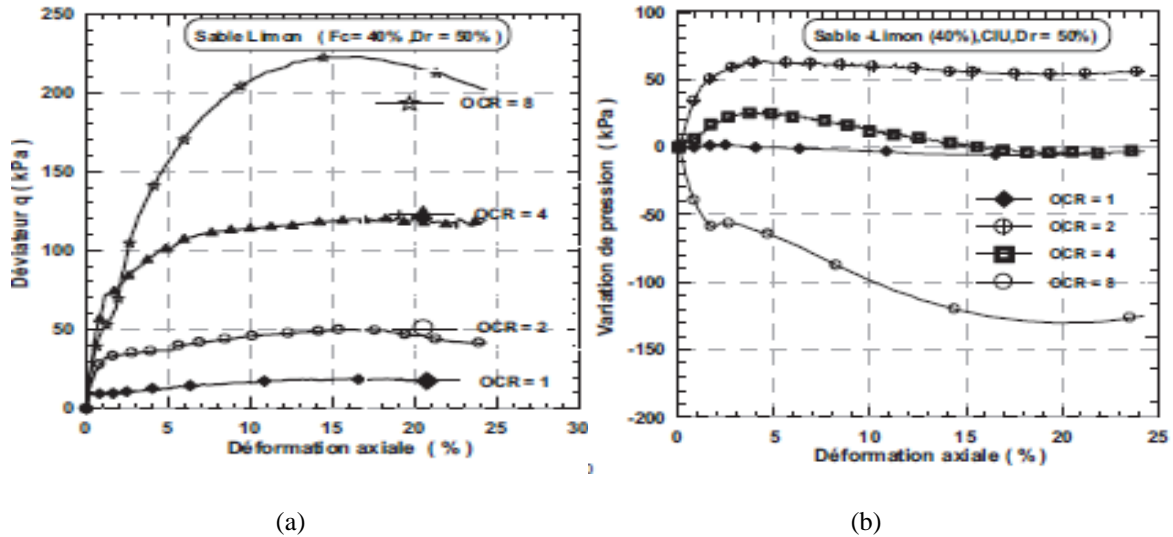 Sable Limon ( Fc= 40% ,Dr = 50% )
250
200
150
100
50
0
Déviateur q ( kPa )
OCR = 8
OCR = 4
OCR = 2
OCR = 1
0 5 10 15 20 25 30
Déformation axiale ( % )
(a)
Sable -Limon (40%),CIU,Dr = 50%)
100
50
0
-50
-100
-150
-200
Variation de pression ( kPa )
OCR = 1
OCR = 2
OCR = 4
OCR = 8
0 5 10 15 20 25
Déformation axiale ( % )
(b)